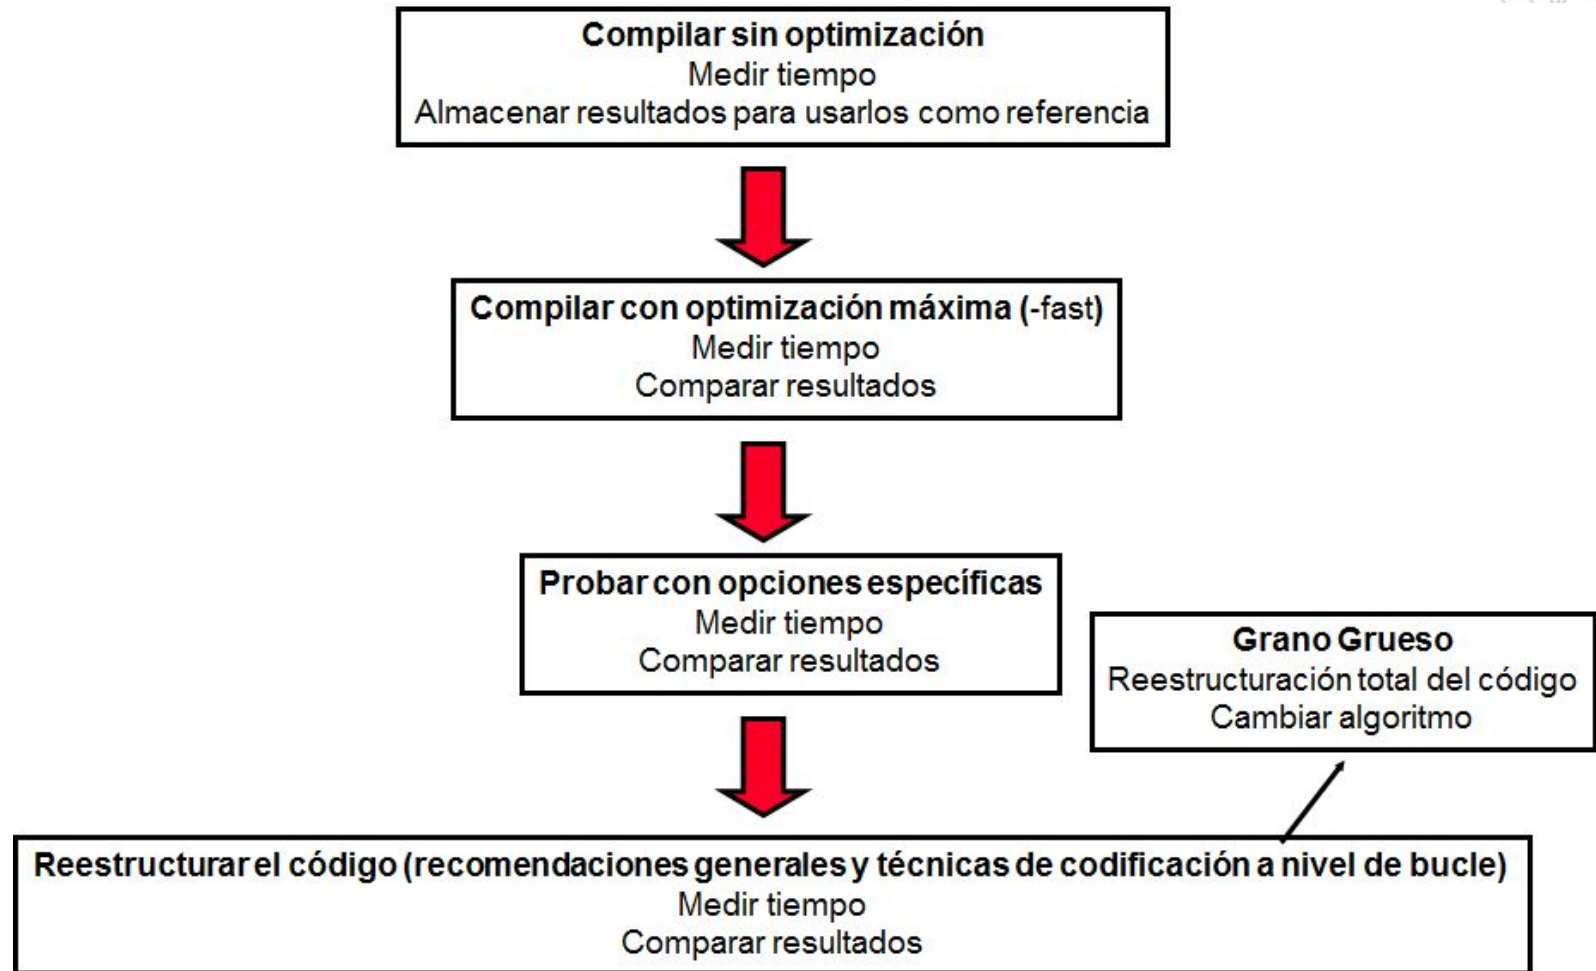 Compilar sin optimización
Medir tiempo
Almacenar resultados para usarlos como referencia
Compilar con optimización máxima (-fast)
Medir tiempo
Comparar resultados
Probar con opciones específicas
Medir tiempo
Comparar resultados
Grano Grueso
Reestructuración total del código
Cambiar algoritmo
Reestructurar el código (recomendaciones generales y técnicas de codificación a nivel de bucle)
Medir tiempo
Comparar resultados